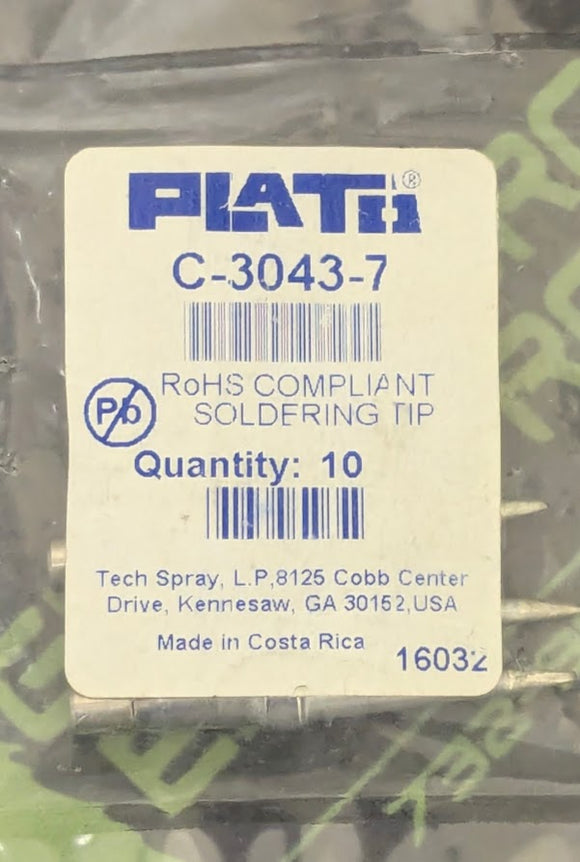 PLATO®
C-3043-7
Pb
RoHS COMPLIANT
SOLDERING TIP
Quantity: 10
Tech Spray, L.P,8125 Cobb Center
Drive, Kennesaw, GA 30152,USA
Made in Costa Rica
16032